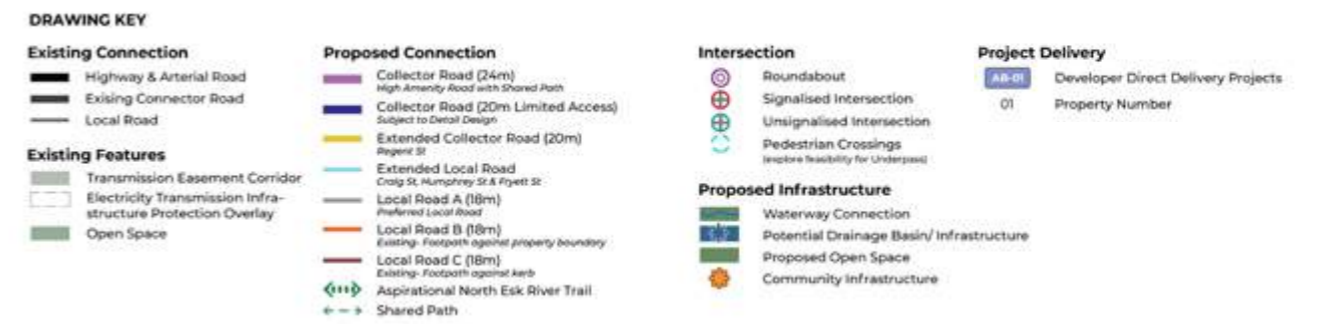 DRAWING KEY
Existing Connection
Highway & Arterial Road
Exising Connector Road
Local Road
Existing Features
Transmission Easement Corridor
Electricity Transmission Infra-
structure Protection Overlay
Open Space
Proposed Connection
Collector Road (24m)
High Amenity Road with Shared Path
Collector Road (20m Limited Access)
Subject to Detail Design
Extended Collector Road (20m)
Regent St
Extended Local Road
Craig St, Humphrey St & Fryett St
Local Road A (18m)
Preferred Local Road
Local Road B (18m)
Existing- Footpath against property boundary
Local Road C (18m)
Existing- Footpath against kerb
Aspirational North Esk River Trail
Shared Path
Intersection
Roundabout
Signalised Intersection
Unsignalised Intersection
Pedestrian Crossings
(explore feasibility for Underpass)
Proposed Infrastructure
Waterway Connection
Potential Drainage Basin/ Infrastructure
Proposed Open Space
Community Infrastructure
Project Delivery
AB-01 Developer Direct Delivery Projects
01 Property Number